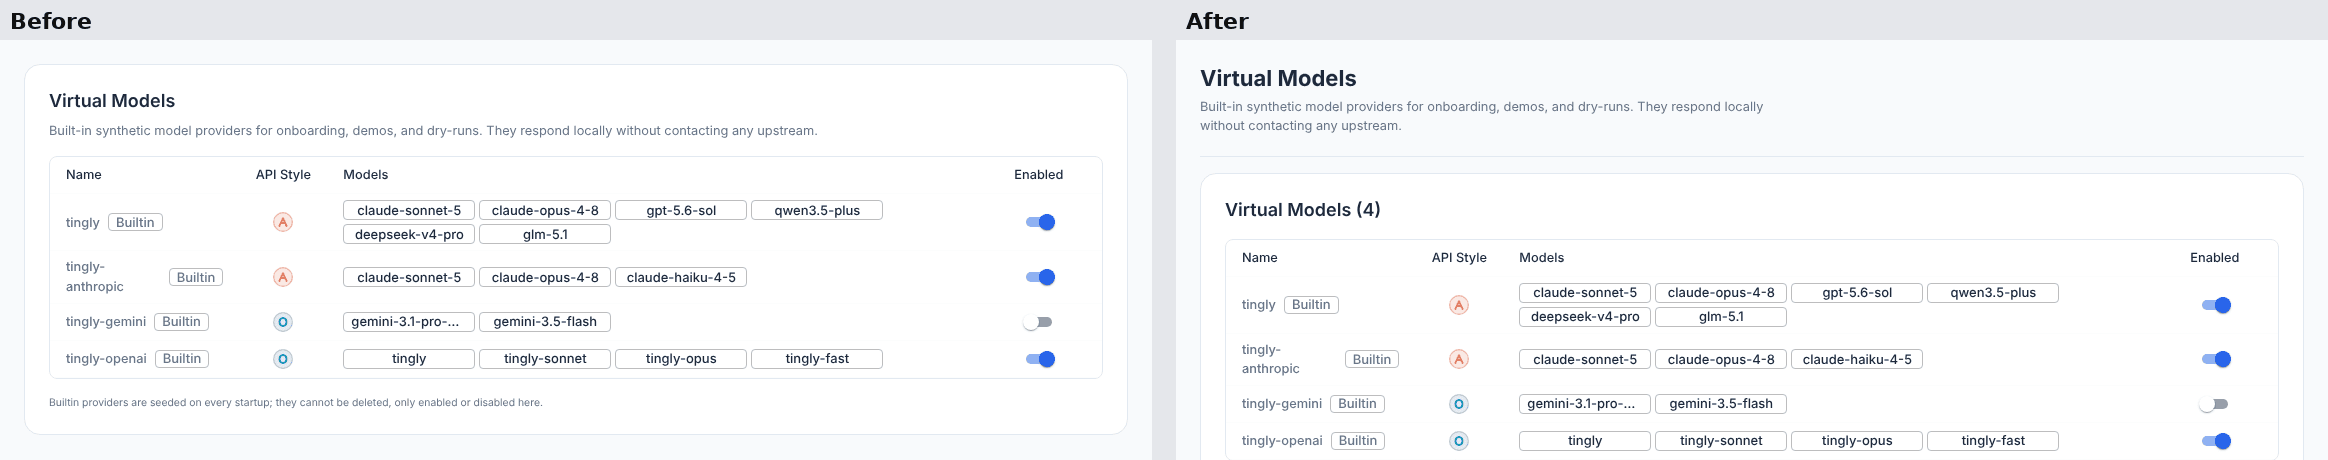 Before
Virtual Models
Built-in synthetic model providers for onboarding, demos, and dry-runs. They respond locally without contacting any upstream.
Name API Style Models Enabled
tingly Builtin A claude-sonnet-5 claude-opus-4-8 gpt-5.6-sol qwen3.5-plus
deepseek-v4-pro glm-5.1
tingly-
anthropic Builtin A claude-sonnet-5 claude-opus-4-8 claude-haiku-4-5
tingly-gemini Builtin O gemini-3.1-pro-... gemini-3.5-flash
tingly-openai Builtin O tingly tingly-sonnet tingly-opus tingly-fast
Builtin providers are seeded on every startup; they cannot be deleted, only enabled or disabled here.
After
Virtual Models
Built-in synthetic model providers for onboarding, demos, and dry-runs. They respond locally
without contacting any upstream.
Virtual Models (4)
Name API Style Models Enabled
tingly Builtin A claude-sonnet-5 claude-opus-4-8 gpt-5.6-sol qwen3.5-plus
deepseek-v4-pro glm-5.1
tingly-
anthropic Builtin A claude-sonnet-5 claude-opus-4-8 claude-haiku-4-5
tingly-gemini Builtin O gemini-3.1-pro-... gemini-3.5-flash
tingly-openai Builtin O tingly tingly-sonnet tingly-opus tingly-fast